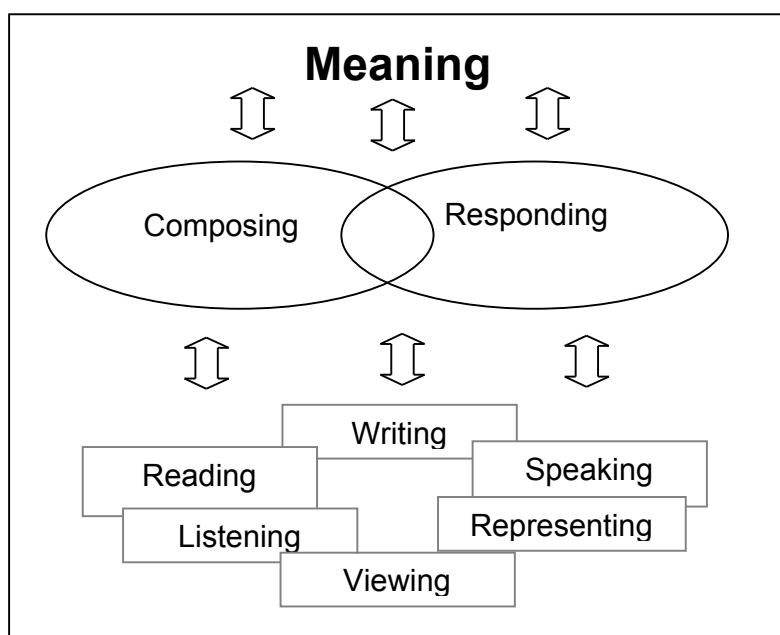 Meaning
Composing
Responding
Writing
Reading
Speaking
Listening
Representing
Viewing